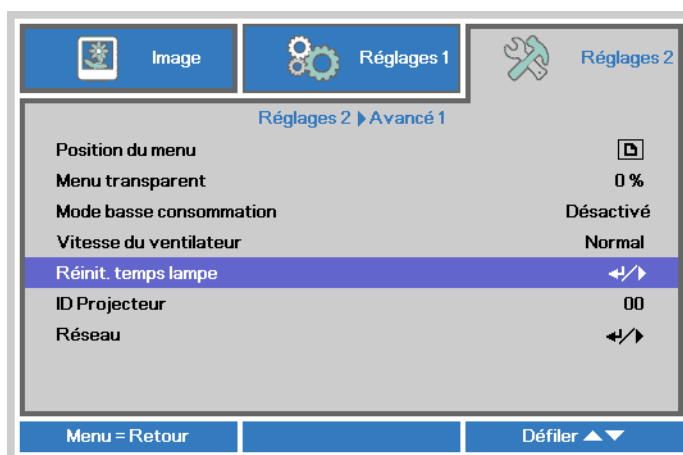 Image
Réglages 1
Réglages 2
Réglages 2 ▶ Avancé 1
Position du menu
Menu transparent 0 %
Mode basse consommation Désactivé
Vitesse du ventilateur Normal
Réinit. temps lampe ↵/▶
ID Projecteur 00
Réseau ↵/▶
Menu = Retour
Défiler ▲▼